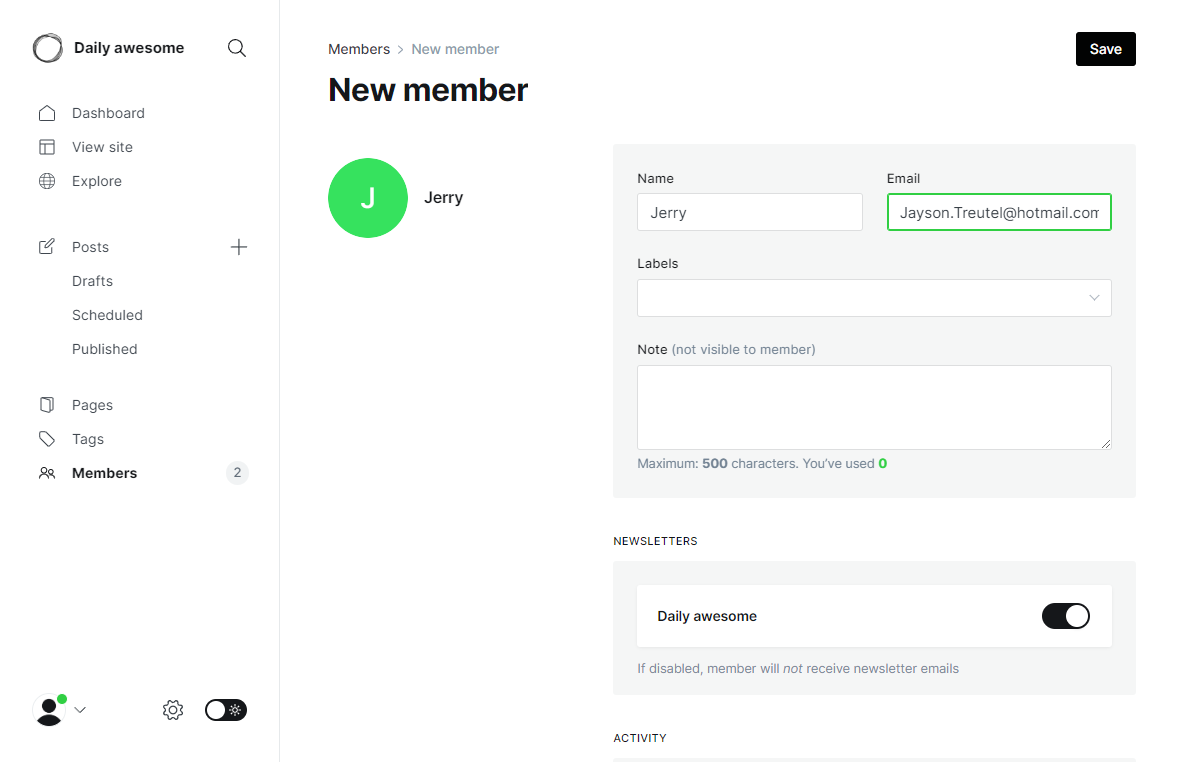 Daily awesome
Dashboard
View site
Explore
Posts
Drafts
Scheduled
Published
Pages
Tags
Members 2
Members > New member
Save
New member
J Jerry
Name Email
Jerry Jayson.Treutel@hotmail.com
Labels
Note (not visible to member)
Maximum: 500 characters. You've used 0
NEWSLETTERS
Daily awesome
If disabled, member will not receive newsletter emails
ACTIVITY